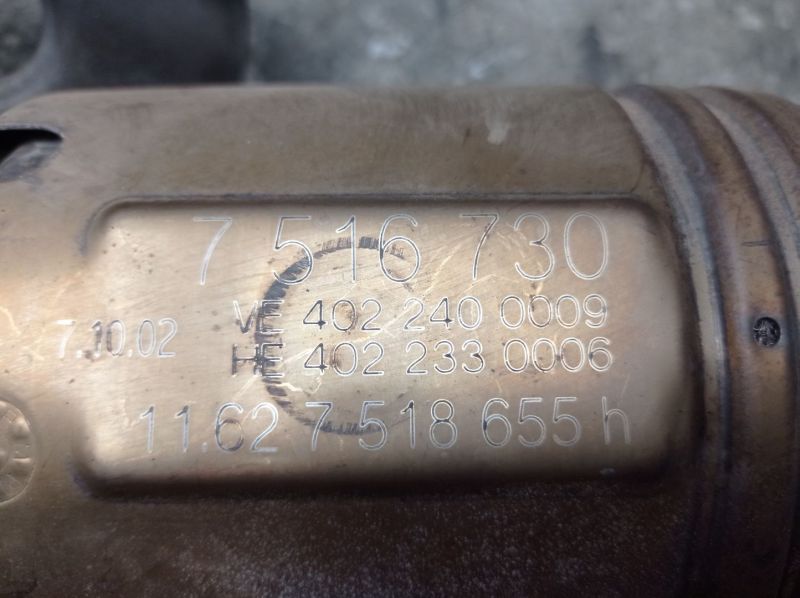 7 516 730
VE 402 240 0009
7.10.02
HE 402 233 0006
11.62 7 518 655 h